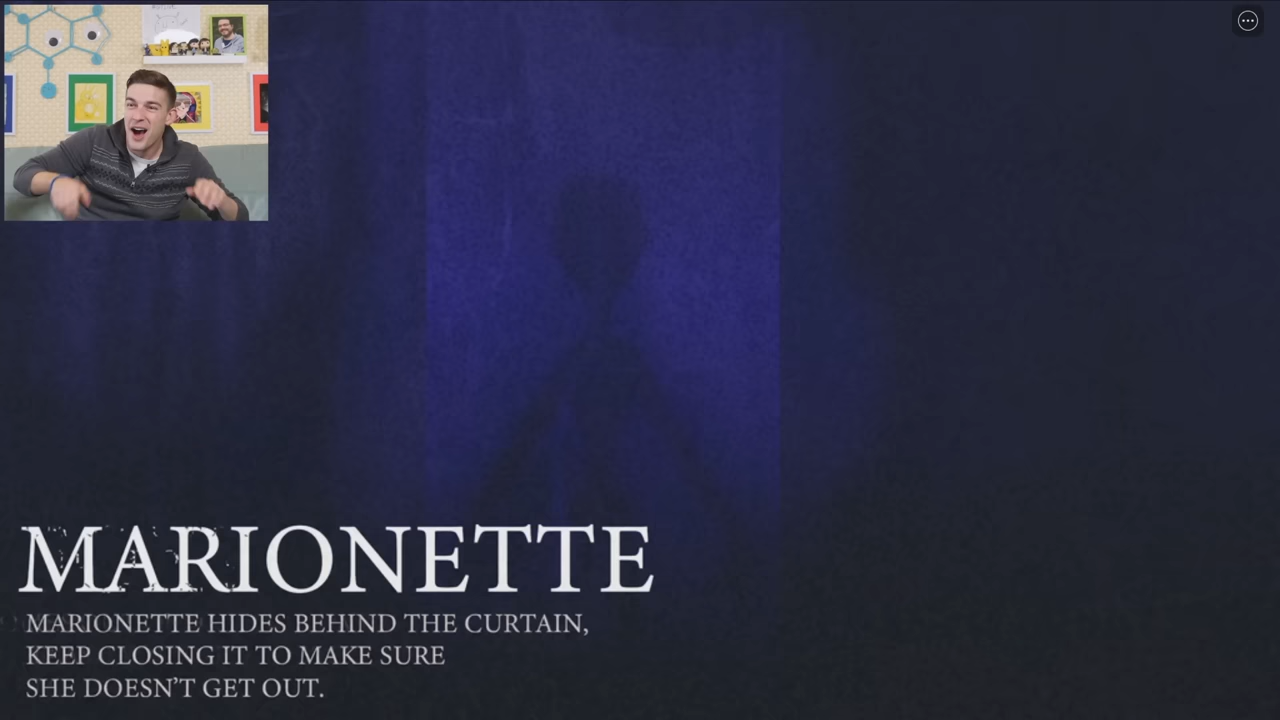 MARIONETTE
MARIONETTE HIDES BEHIND THE CURTAIN,
KEEP CLOSING IT TO MAKE SURE
SHE DOESN'T GET OUT.